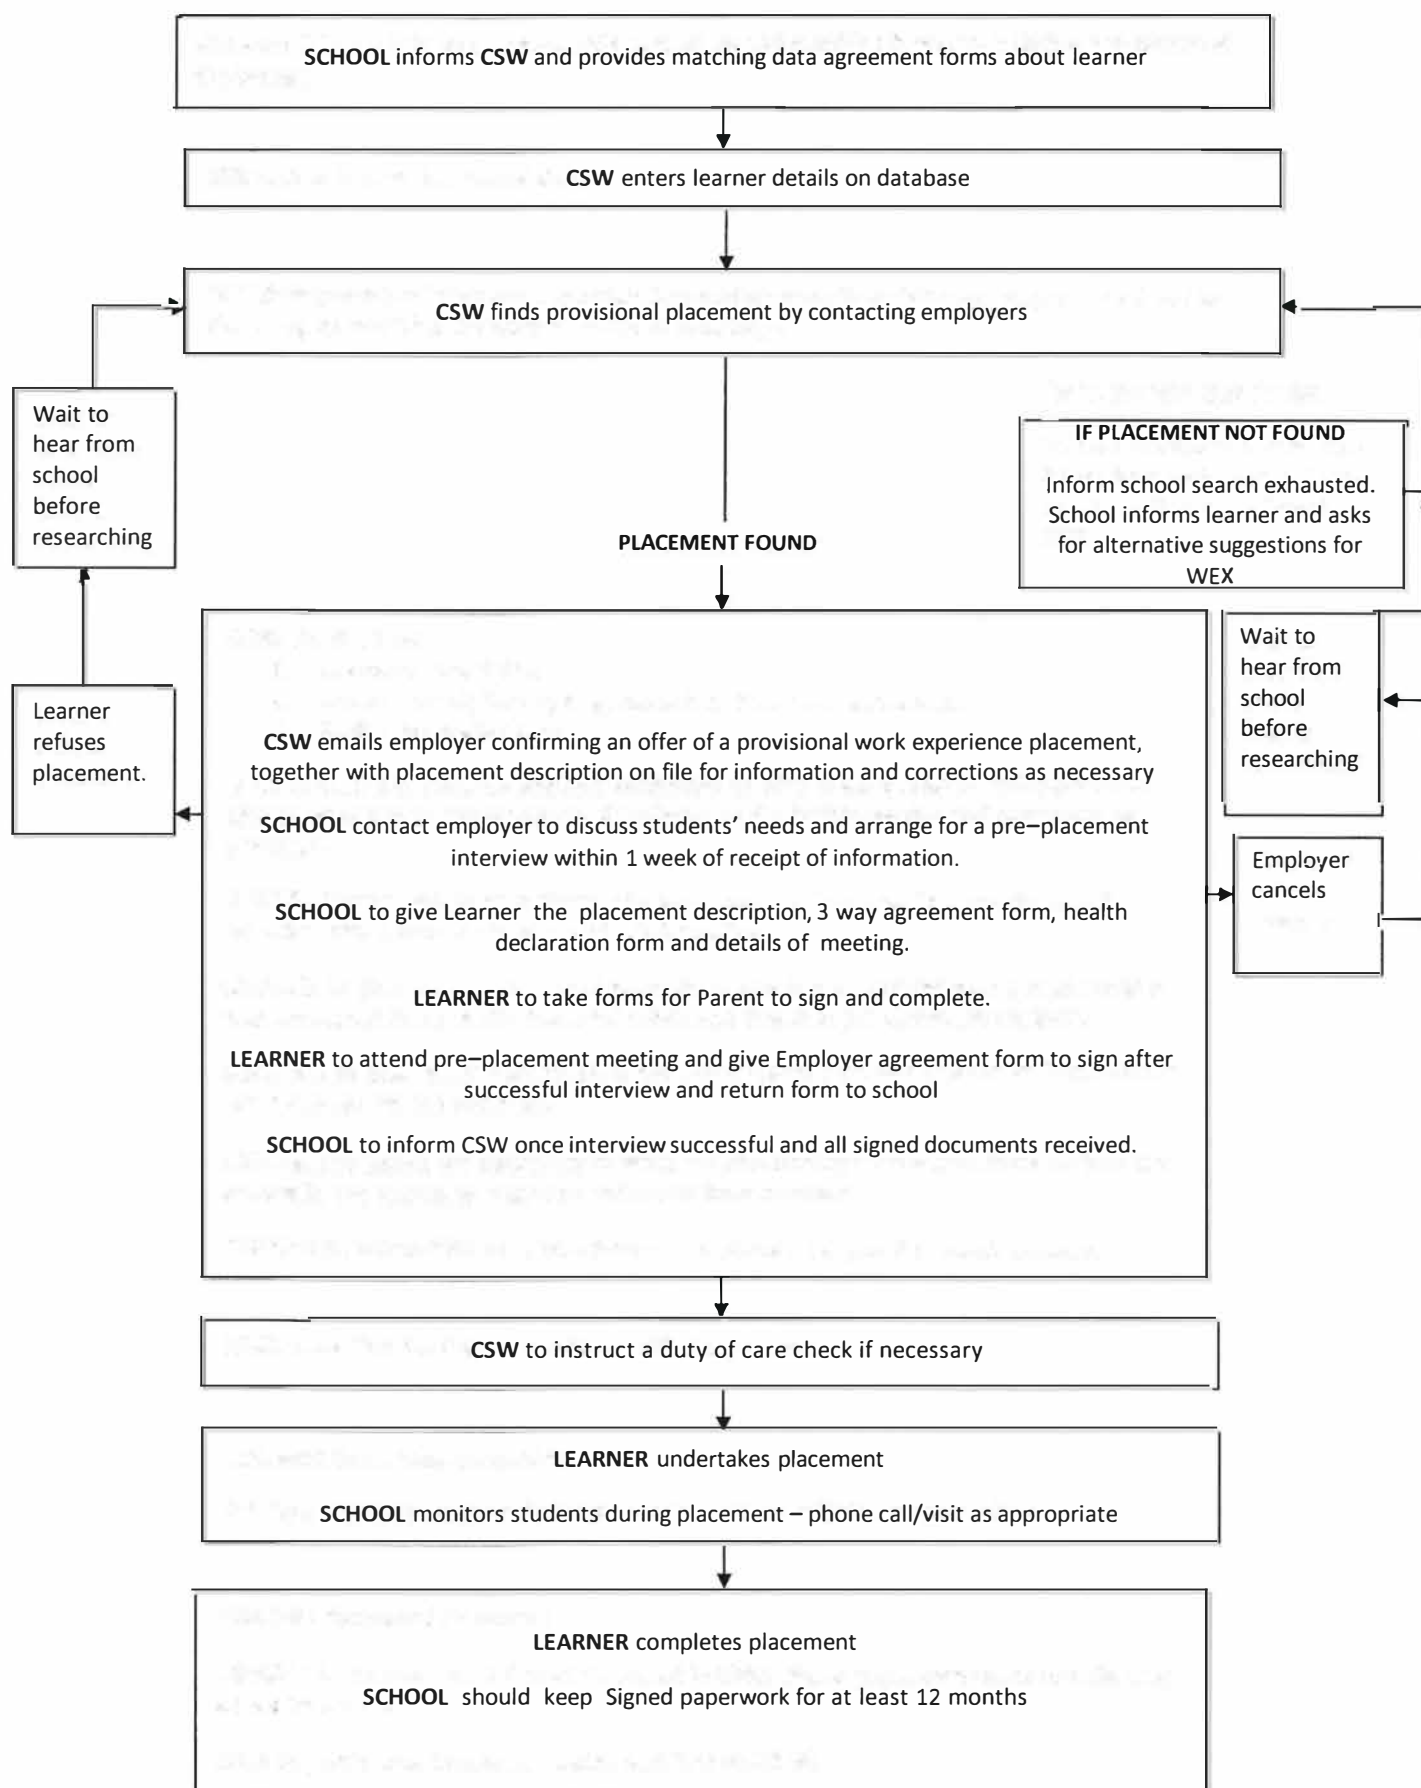 SCHOOL informs CSW and provides matching data agreement forms about learner
CSW enters learner details on database
CSW finds provisional placement by contacting employers
Wait to
hear from
school
before
researching
IF PLACEMENT NOT FOUND
Inform school search exhausted.
School informs learner and asks
for alternative suggestions for
WEX
PLACEMENT FOUND
Learner
refuses
placement.
CSW emails employer confirming an offer of a provisional work experience placement,
together with placement description on file for information and corrections as necessary
SCHOOL contact employer to discuss students' needs and arrange for a pre–placement
interview within 1 week of receipt of information.
SCHOOL to give Learner the placement description, 3 way agreement form, health
declaration form and details of meeting.
LEARNER to take forms for Parent to sign and complete.
LEARNER to attend pre–placement meeting and give Employer agreement form to sign after
successful interview and return form to school
SCHOOL to inform CSW once interview successful and all signed documents received.
Wait to
hear from
school
before
researching
Employer
cancels
CSW to instruct a duty of care check if necessary
LEARNER undertakes placement
SCHOOL monitors students during placement – phone call/visit as appropriate
LEARNER completes placement
SCHOOL should keep Signed paperwork for at least 12 months